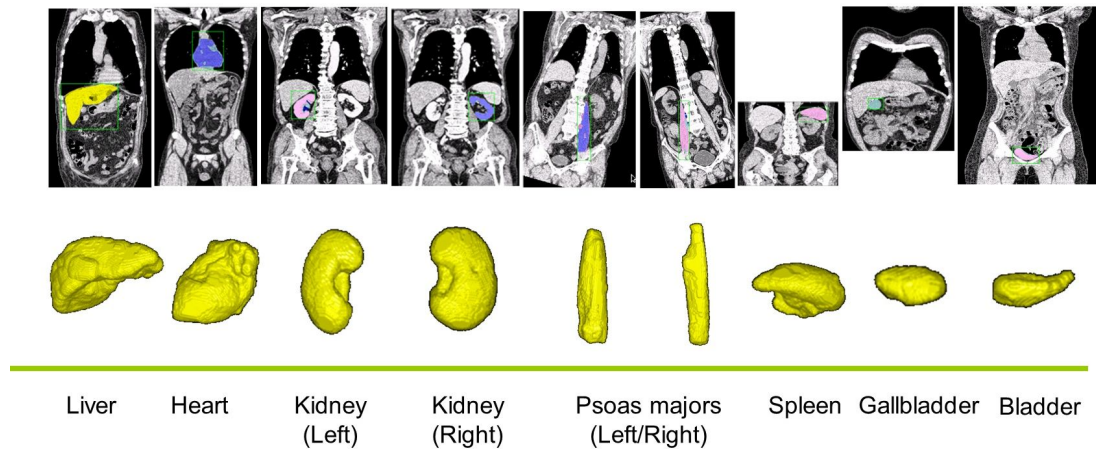 Liver
Heart
Kidney
(Left)
Kidney
(Right)
Psoas majors
(Left/Right)
Spleen
Gallbladder
Bladder